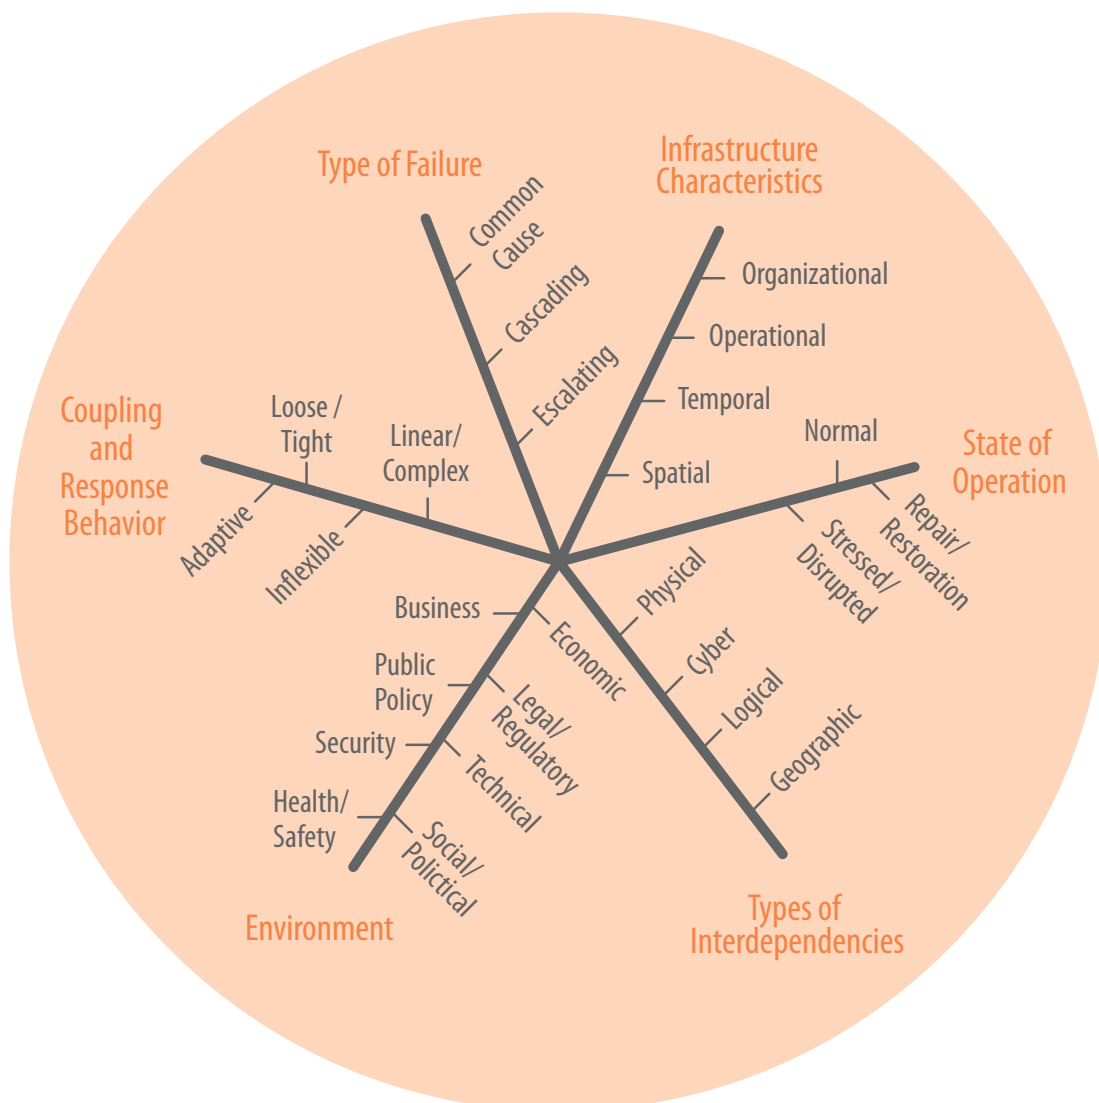 Type of Failure
Common
Cause
Cascading
Escalating
Infrastructure
Characteristics
Organizational
Operational
Temporal
Spatial
State of
Operation
Normal
Repair/
Restoration
Stressed/
Disrupted
Coupling
and
Response
Behavior
Loose /
Tight
Linear/
Complex
Adaptive
Inflexible
Business
Public
Policy
Security
Health/
Safety
Economic
Legal/
Regulatory
Technical
Social/
Polictical
Environment
Physical
Cyber
Logical
Geographic
Types of
Interdependencies